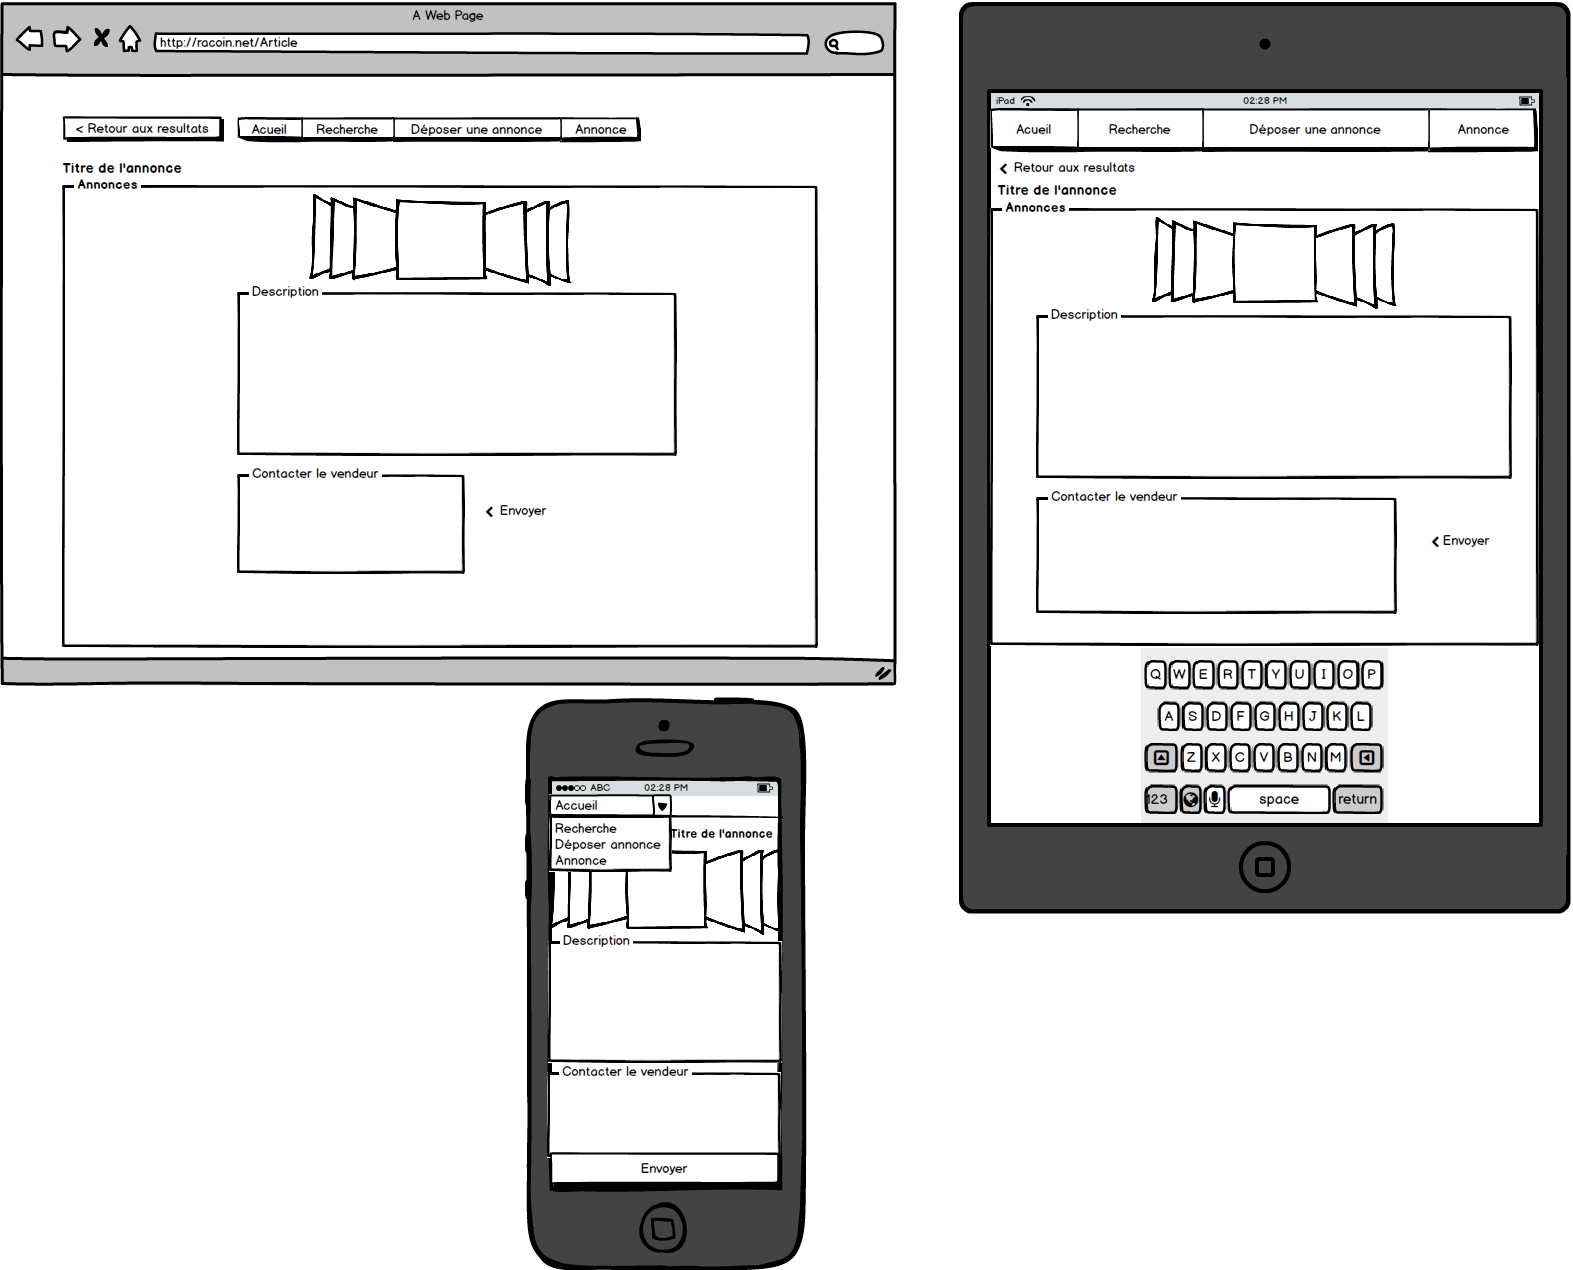 A Web Page
http://racoin.net/Article
< Retour aux resultats
Acueil Recherche Déposer une annonce Annonce
Titre de l'annonce
Annonces
Description
Contacter le vendeur
Envoyer
iPad 02:28 PM
Acueil Recherche Déposer une annonce Annonce
Retour aux resultats
Titre de l'annonce
Annonces
Description
Contacter le vendeur
Envoyer
Q W E R T Y U I O P
A S D F G H J K L
Z X C V B N M
123 space return
ABC 02:28 PM
Accueil
Recherche
Titre de l'annonce
Déposer annonce
Annonce
Description
Contacter le vendeur
Envoyer